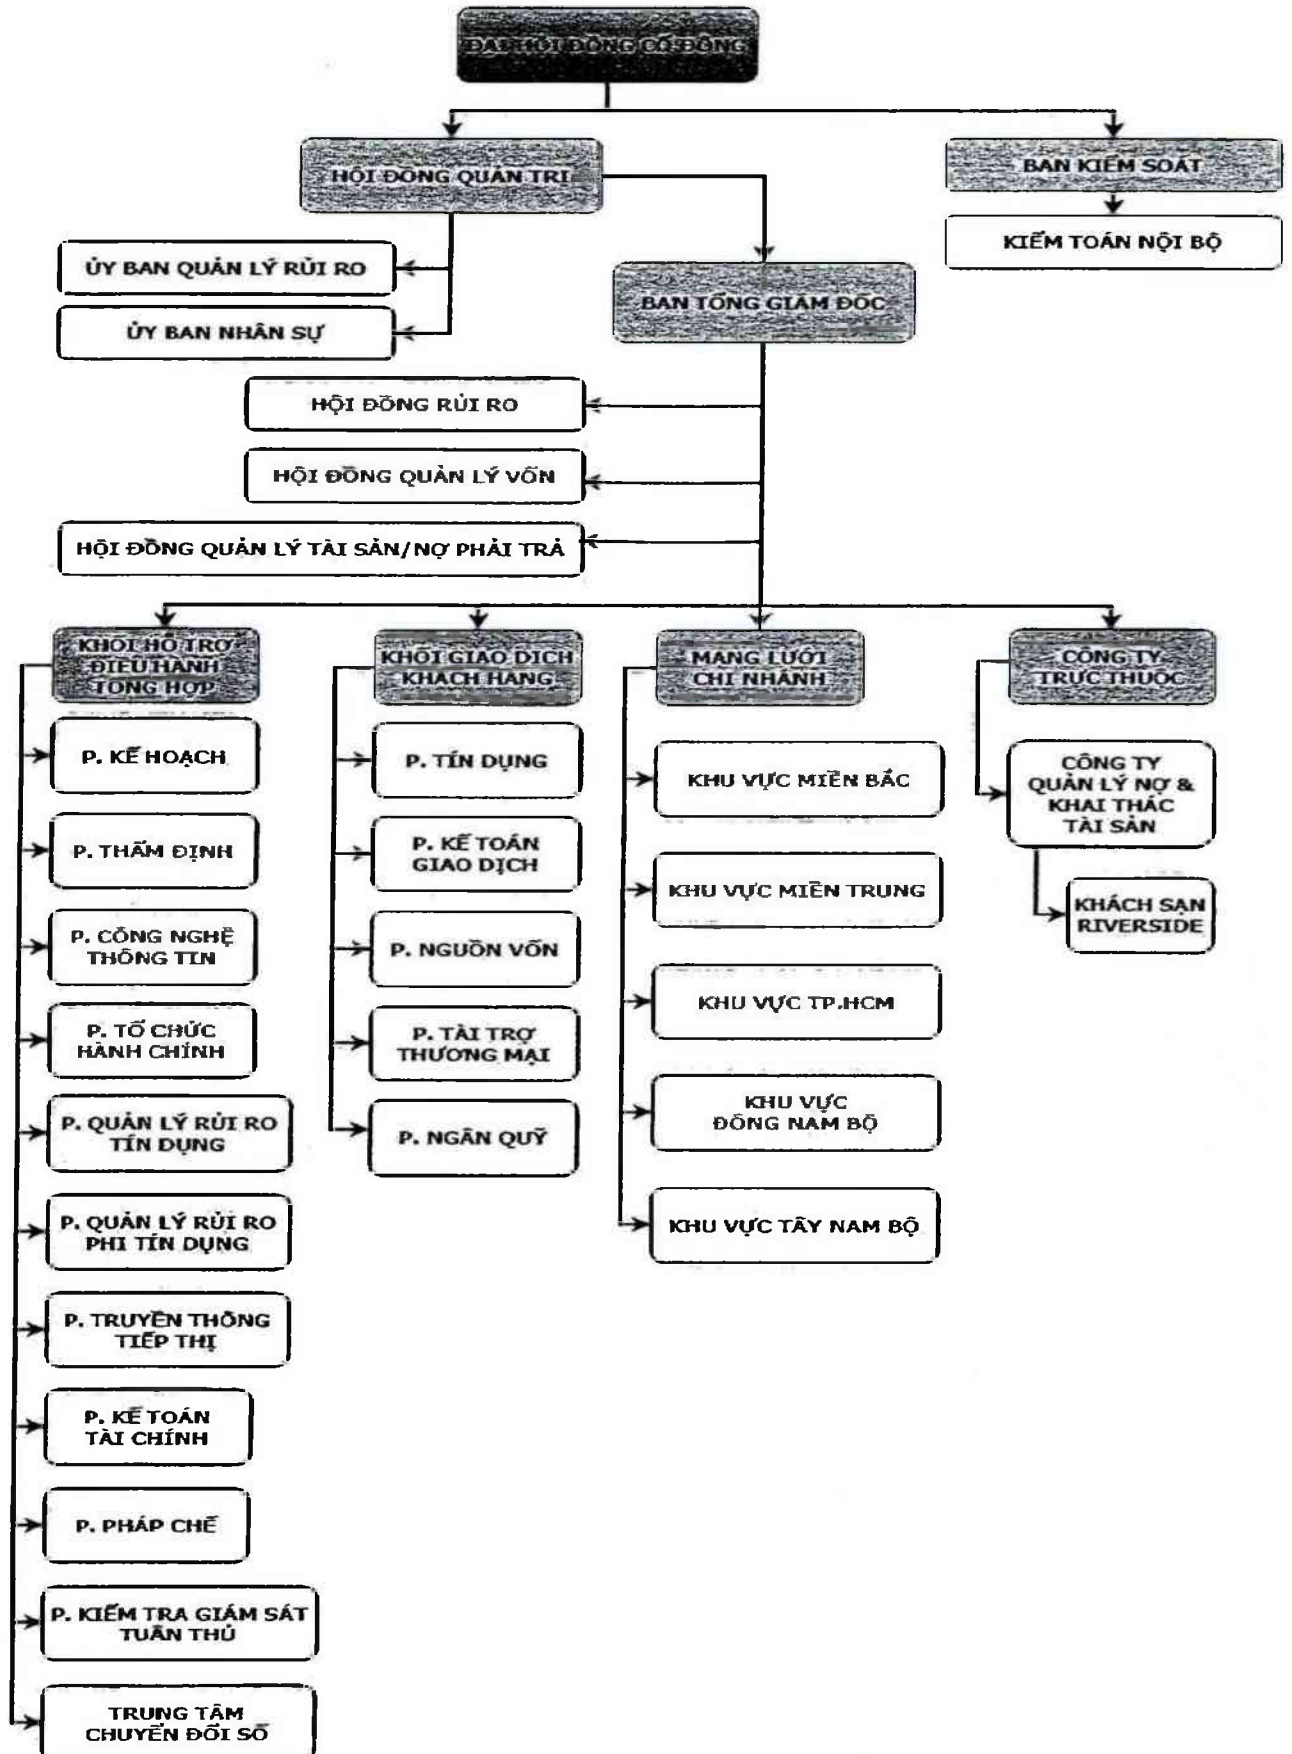 ĐẠI HỘI ĐỒNG CỔ ĐÔNG
HỘI ĐỒNG QUẢN TRỊ
BAN KIỂM SOÁT
KIỂM TOÁN NỘI BỘ
ỦY BAN QUẢN LÝ RỦI RO
ỦY BAN NHÂN SỰ
BAN TỔNG GIÁM ĐỐC
HỘI ĐỒNG RỦI RO
HỘI ĐỒNG QUẢN LÝ VỐN
HỘI ĐỒNG QUẢN LÝ TÀI SẢN/NỢ PHẢI TRẢ
KHỐI HỖ TRỢ
ĐIỀU HÀNH
TỔNG HỢP
P. KẾ HOẠCH
P. THẨM ĐỊNH
P. CÔNG NGHỆ
THÔNG TIN
P. TỔ CHỨC
HÀNH CHÍNH
P. QUẢN LÝ RỦI RO
TÍN DỤNG
P. QUẢN LÝ RỦI RO
PHI TÍN DỤNG
P. TRUYỀN THÔNG
TIẾP THỊ
P. KẾ TOÁN
TÀI CHÍNH
P. PHÁP CHẾ
P. KIỂM TRA GIÁM SÁT
TUÂN THỦ
TRUNG TÂM
CHUYỂN ĐỔI SỐ
KHỐI GIAO DỊCH
KHÁCH HÀNG
P. TÍN DỤNG
P. KẾ TOÁN
GIAO DỊCH
P. NGUỒN VỐN
P. TÀI TRỢ
THƯƠNG MẠI
P. NGÂN QUỸ
MẠNG LƯỚI
CHI NHÁNH
KHU VỰC MIỀN BẮC
KHU VỰC MIỀN TRUNG
KHU VỰC TP.HCM
KHU VỰC
ĐÔNG NAM BỘ
KHU VỰC TÂY NAM BỘ
CÔNG TY
TRỰC THUỘC
CÔNG TY
QUẢN LÝ NỢ &
KHAI THÁC
TÀI SẢN
KHÁCH SẠN
RIVERSIDE